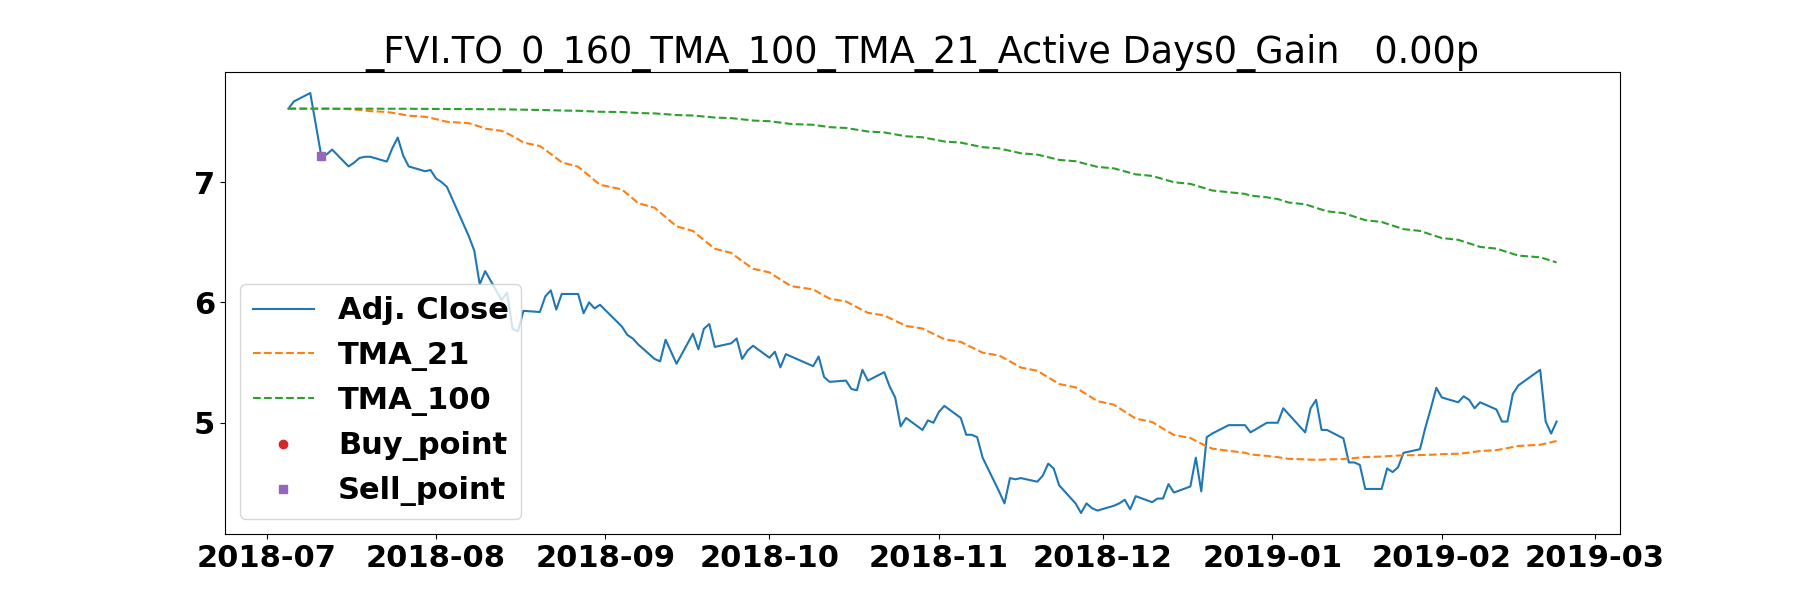 _FVI.TO_0_160_TMA_100_TMA_21_Active Days0_Gain   0.00p
7
6
5
Adj. Close
TMA_21
TMA_100
Buy_point
Sell_point
2018-07 2018-08 2018-09 2018-10 2018-11 2018-12 2019-01 2019-02 2019-03